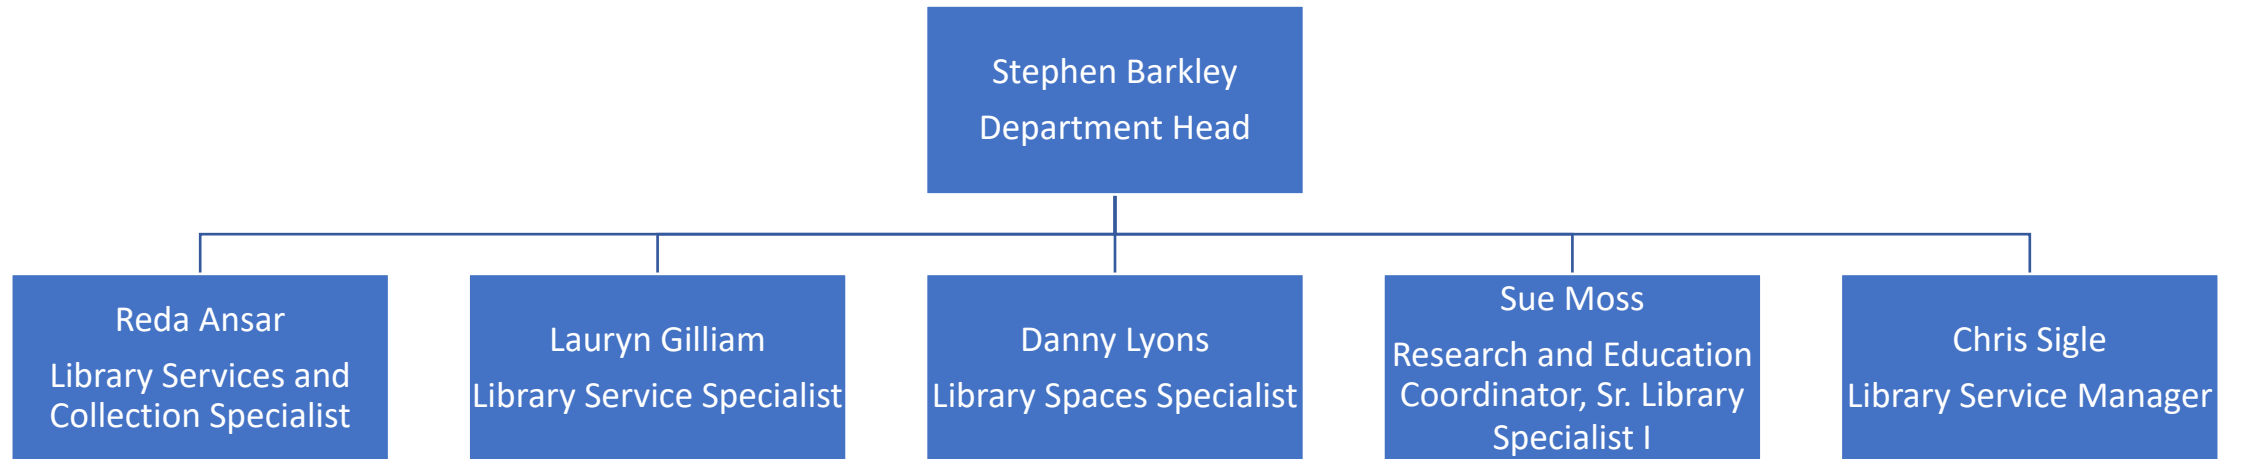 Stephen Barkley
Department Head
Reda Ansar
Library Services and
Collection Specialist
Lauryn Gilliam
Library Service Specialist
Danny Lyons
Library Spaces Specialist
Sue Moss
Research and Education
Coordinator, Sr. Library
Specialist I
Chris Sigle
Library Service Manager